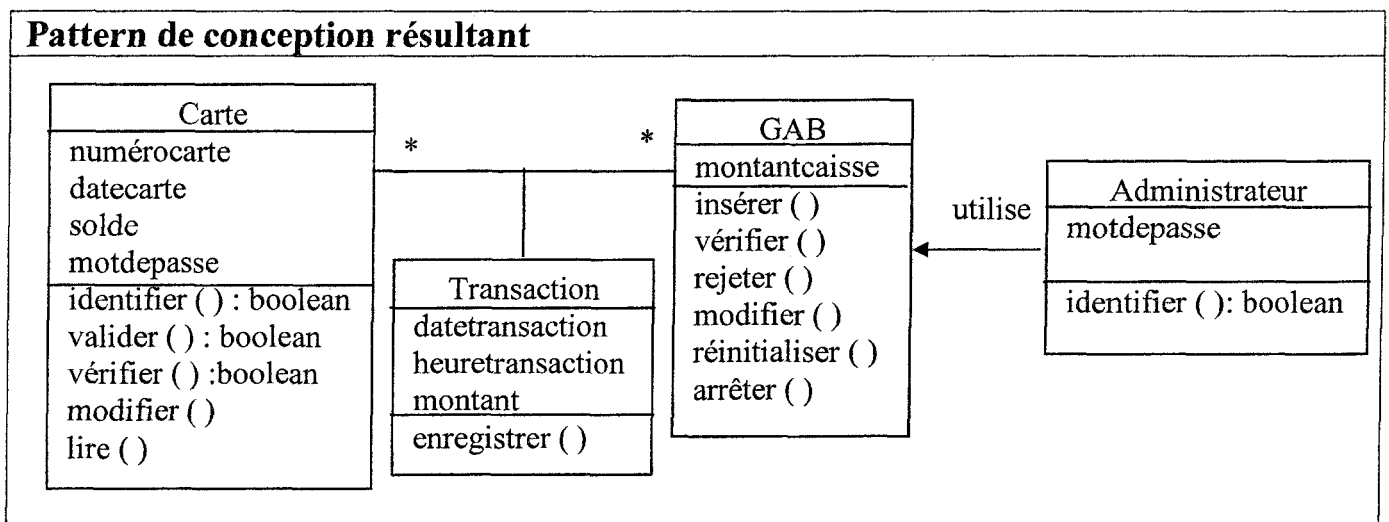 Pattern de conception résultant
Carte
numérocarte
datecarte
solde
motdepasse
identifier ( ) : boolean
valider ( ) : boolean
vérifier ( ) :boolean
modifier ( )
lire ( )
*
*
Transaction
datetransaction
heuretransaction
montant
enregistrer ( )
GAB
montantcaisse
insérer ( )
vérifier ( )
rejeter ( )
modifier ( )
réinitialiser ( )
arrêter ( )
utilise
Administrateur
motdepasse
identifier ( ): boolean